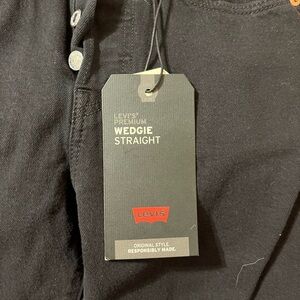 LEVI'S®
PREMIUM
WEDGIE
STRAIGHT
Levi's
ORIGINAL STYLE.
RESPONSIBLY MADE.